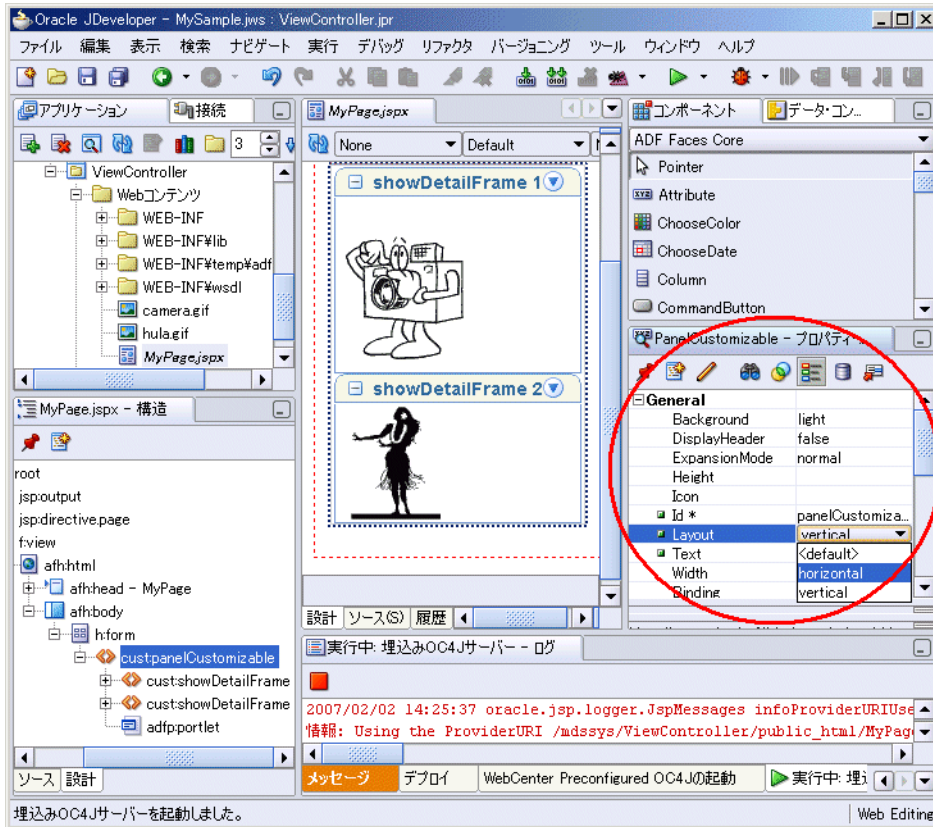 Oracle JDeveloper - MySample.jws : ViewController.jpr
ファイル 編集 表示 検索 ナビゲート 実行 デバッグ リファクタ バージョニング ツール ウィンドウ ヘルプ
アプリケーション
接続
3
ViewController
Webコンテンツ
WEB-INF
WEB-INF¥lib
WEB-INF¥temp¥adf
WEB-INF¥wsdl
camera.gif
hula.gif
MyPage.jspx
MyPage.jspx - 構造
root
jsp:output
jsp:directive.page
f:view
afh:html
afh:head - MyPage
afh:body
h:form
cust:panelCustomizable
cust:showDetailFrame
cust:showDetailFrame
adfp:portlet
ソース 設計
MyPage.jspx
None
Default
showDetailFrame 1
showDetailFrame 2
設計 ソース(S) 履歴
コンポーネント
データ・コン...
ADF Faces Core
Pointer
Attribute
ChooseColor
ChooseDate
Column
CommandButton
PanelCustomizable - プロパティ
General
Background light
DisplayHeader false
ExpansionMode normal
Height
Icon
Id * panelCustomiza...
Layout vertical
Text <default>
Width horizontal
Binding vertical
実行中: 埋込みOC4Jサーバー - ログ
2007/02/02 14:25:37 oracle.jsp.logger.JspMessages infoProviderURIUse
情報: Using the ProviderURI /mdssys/ViewController/public_html/MyPag
メッセージ デプロイ WebCenter Preconfigured OC4Jの起動 実行中: 埋
埋込みOC4Jサーバーを起動しました。
Web Editing